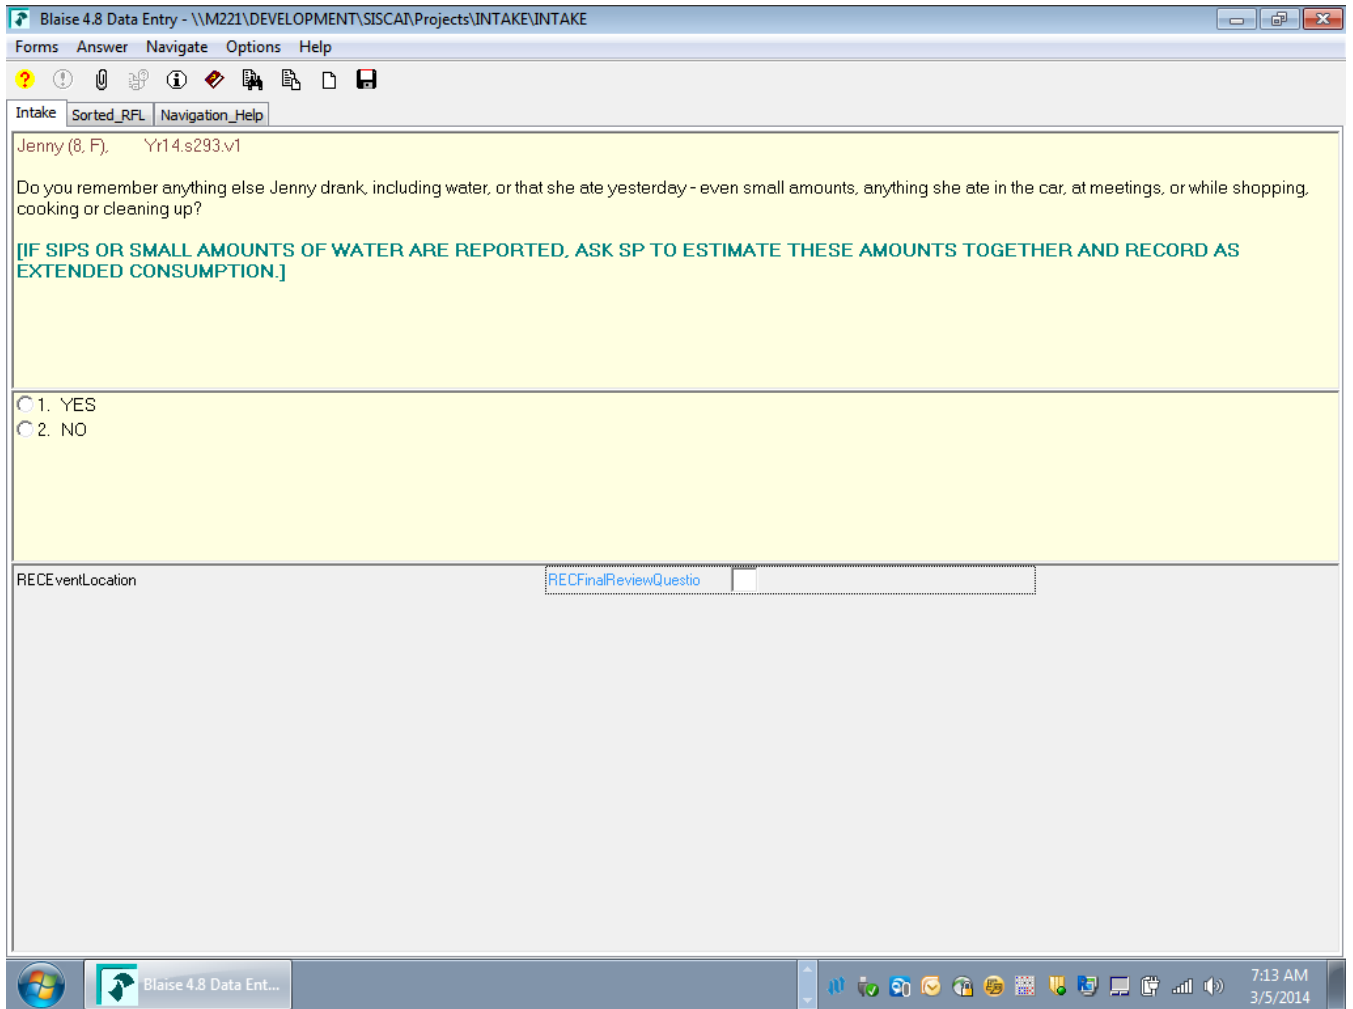 Blaise 4.8 Data Entry - \\M221\DEVELOPMENT\SISCAI\Projects\INTAKE\INTAKE
Forms Answer Navigate Options Help
Intake Sorted_RFL Navigation_Help
Jenny (8, F), Yr14.s293.v1
Do you remember anything else Jenny drank, including water, or that she ate yesterday - even small amounts, anything she ate in the car, at meetings, or while shopping,
cooking or cleaning up?
[IF SIPS OR SMALL AMOUNTS OF WATER ARE REPORTED, ASK SP TO ESTIMATE THESE AMOUNTS TOGETHER AND RECORD AS
EXTENDED CONSUMPTION.]
1. YES
2. NO
RECEventLocation RECFinalReviewQuestio
Blaise 4.8 Data Ent...
7:13 AM
3/5/2014